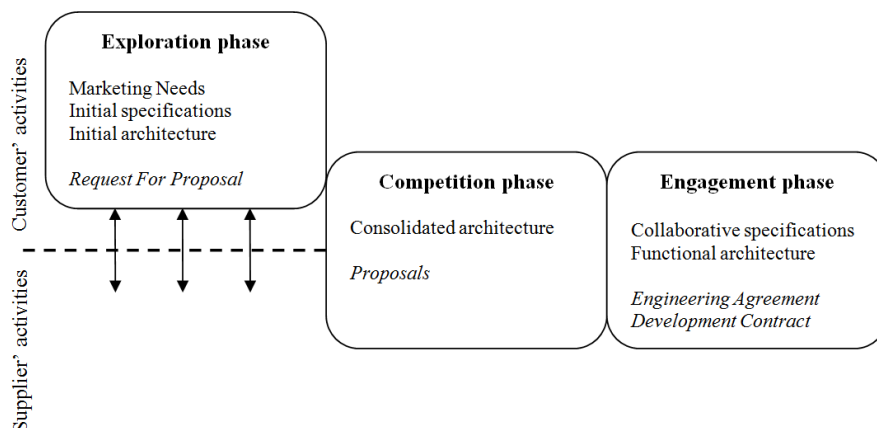 Customer’ activities
Supplier’ activities
Exploration phase
Marketing Needs
Initial specifications
Initial architecture
Request For Proposal
Competition phase
Consolidated architecture
Proposals
Engagement phase
Collaborative specifications
Functional architecture
Engineering Agreement
Development Contract